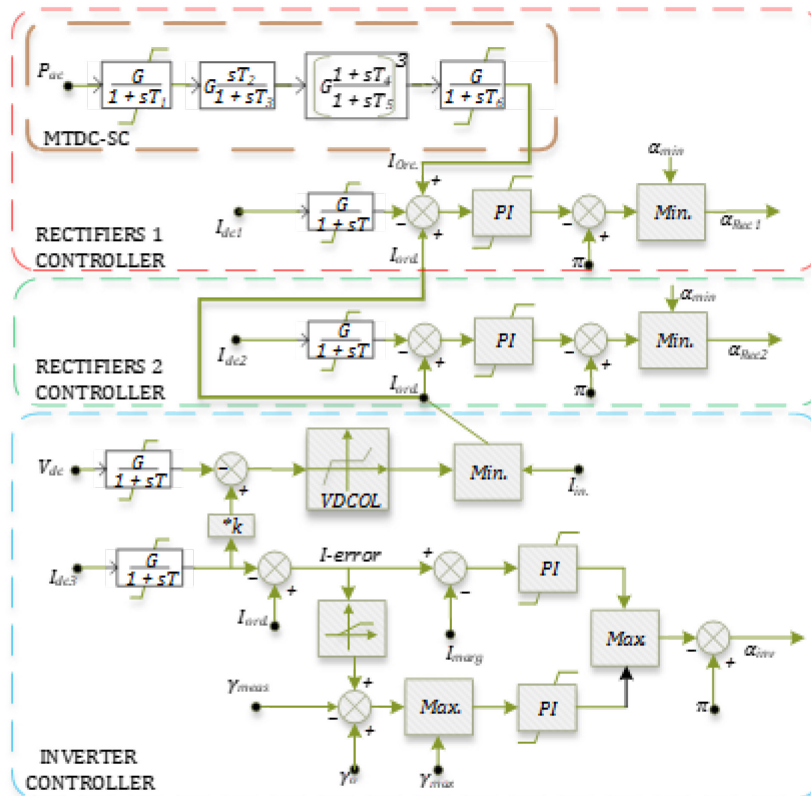 P_ac
G
1 + sT_1
G sT_2
1 + sT_3
G 1 + sT_4
1 + sT_5
3
G
1 + sT_6
MTDC-SC
I_Orc.
+
α_min
I_dc1
G
1 + sT
−
+
PI
−
+
Min.
α_Rec1
I_ord.
π
RECTIFIERS 1
CONTROLLER
α_min
I_dc2
G
1 + sT
−
+
PI
−
+
Min.
α_Rec2
I_ord.
π
RECTIFIERS 2
CONTROLLER
V_dc
G
1 + sT
−
+
VDCOL
Min.
I_in.
*k
I_dc3
G
1 + sT
−
+
I-error
+
−
PI
I_ord.
I_marg
Max.
−
+
α_inv
γ_meas
+
−
+
Max.
PI
π
γ_o
γ_max
INVERTER
CONTROLLER